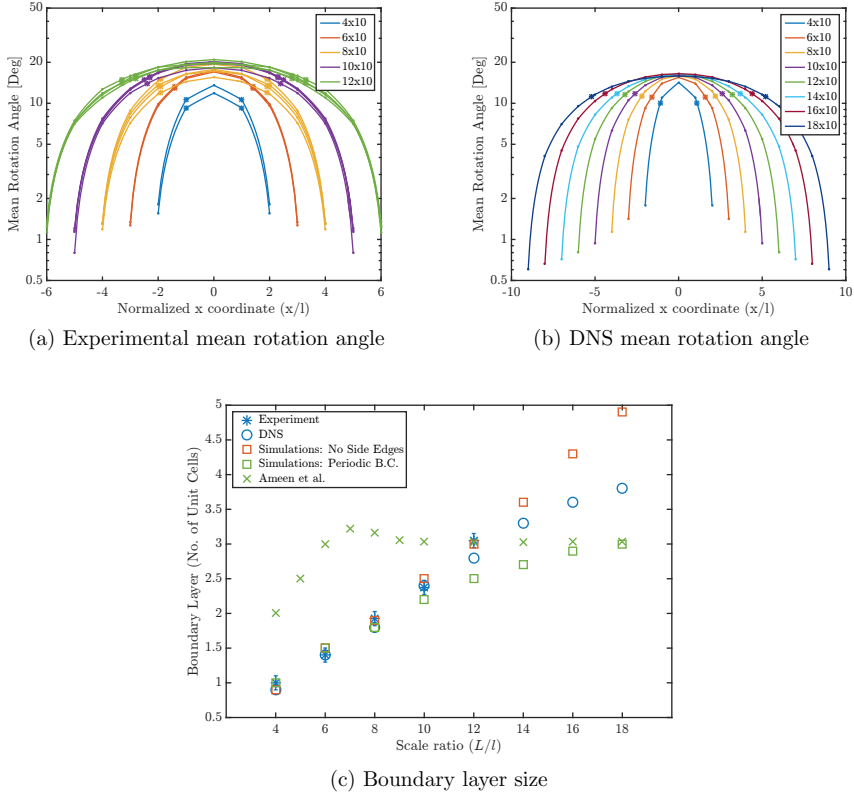 50
20
10
5
2
1
0.5
Mean Rotation Angle [Deg]
4x10
6x10
8x10
10x10
12x10
-6 -4 -2 0 2 4 6
Normalized x coordinate (x/l)
(a) Experimental mean rotation angle
50
20
10
5
2
1
0.5
Mean Rotation Angle [Deg]
4x10
6x10
8x10
10x10
12x10
14x10
16x10
18x10
-10 -5 0 5 10
Normalized x coordinate (x/l)
(b) DNS mean rotation angle
5
4.5
4
3.5
3
2.5
2
1.5
1
0.5
Boundary Layer (No. of Unit Cells)
Experiment
DNS
Simulations: No Side Edges
Simulations: Periodic B.C.
Ameen et al.
4 6 8 10 12 14 16 18
Scale ratio (L/l)
(c) Boundary layer size